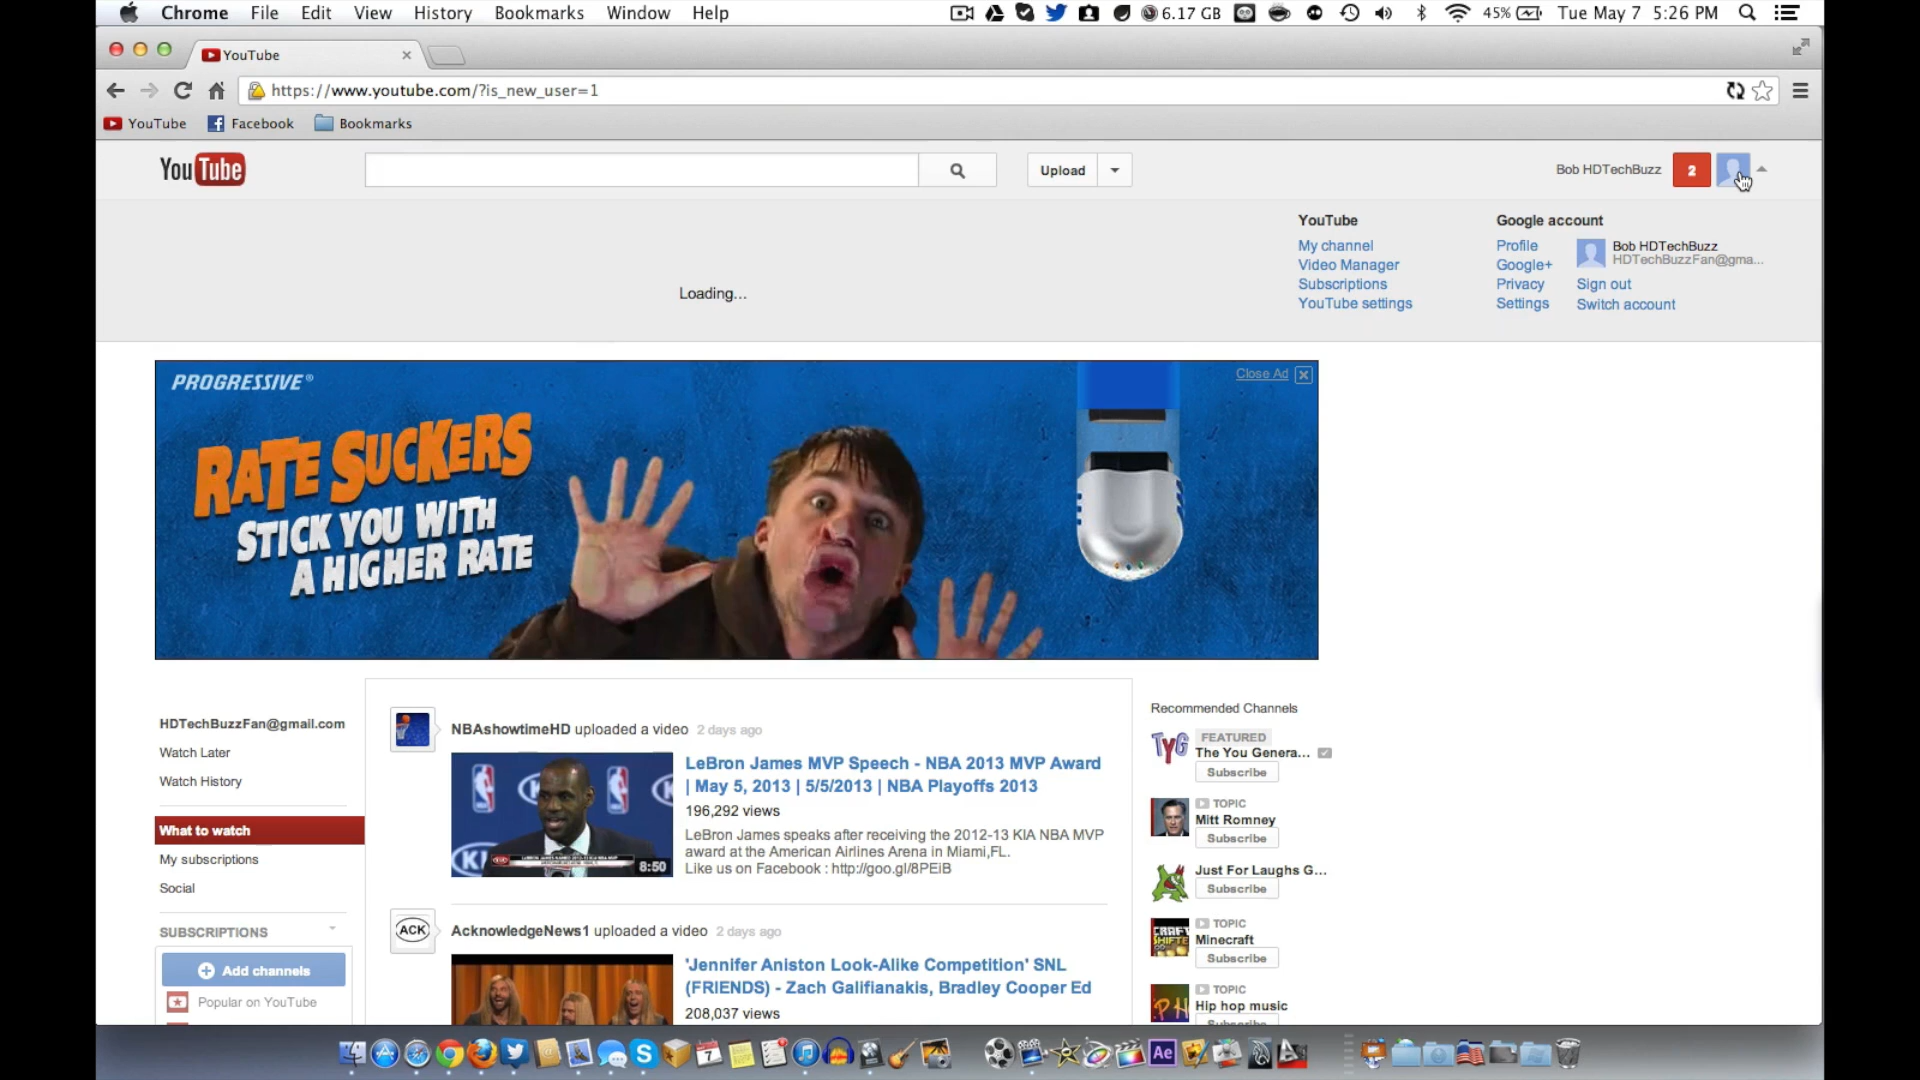 Chrome File Edit View History Bookmarks Window Help 6.17 GB 45% Tue May 7 5:26 PM
YouTube
https://www.youtube.com/?is_new_user=1
YouTube Facebook Bookmarks
YouTube Upload Bob HDTechBuzz 2
YouTube Google account
My channel Profile Bob HDTechBuzz
HDTechBuzzFan@gma...
Video Manager Google+
Subscriptions Privacy Sign out
YouTube settings Settings Switch account
Loading...
PROGRESSIVE® Close Ad
RATE SUCKERS
STICK YOU WITH
A HIGHER RATE
HDTechBuzzFan@gmail.com
Watch Later
Watch History
What to watch
My subscriptions
Social
SUBSCRIPTIONS
Add channels
Popular on YouTube
NBAshowtimeHD uploaded a video 2 days ago
LeBron James MVP Speech - NBA 2013 MVP Award
| May 5, 2013 | 5/5/2013 | NBA Playoffs 2013
196,292 views
LeBron James speaks after receiving the 2012-13 KIA NBA MVP
award at the American Airlines Arena in Miami,FL.
Like us on Facebook : http://goo.gl/8PEiB
8:50
ACK
AcknowledgeNews1 uploaded a video 2 days ago
'Jennifer Aniston Look-Alike Competition' SNL
(FRIENDS) - Zach Galifianakis, Bradley Cooper Ed
208,037 views
Recommended Channels
TYG
FEATURED
The You Genera...
Subscribe
TOPIC
Mitt Romney
Subscribe
Just For Laughs G...
Subscribe
TOPIC
Minecraft
Subscribe
TOPIC
Hip hop music
Subscribe
7
Ae